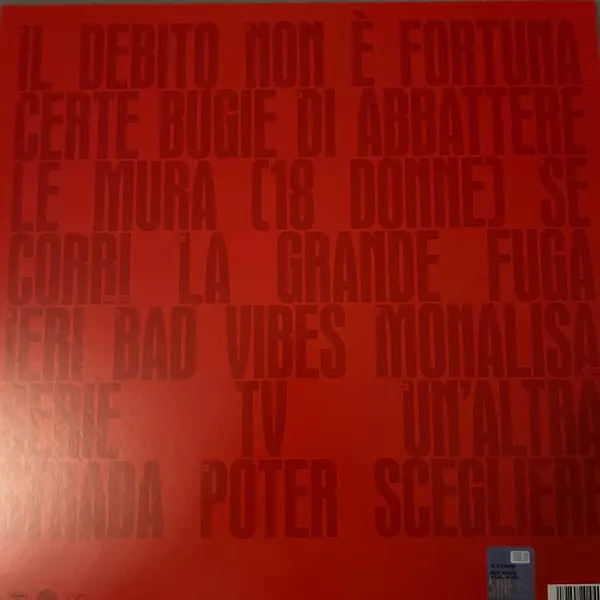 IL DEBITO NON È FORTUNA
CERTE BUGIE DI ABBATTERE
LE MURA (18 DONNE) SE
CORRI LA GRANDE FUGA
IERI BAD VIBES MONALISA
SERIE TV UN'ALTRA
STRADA POTER SCEGLIERE